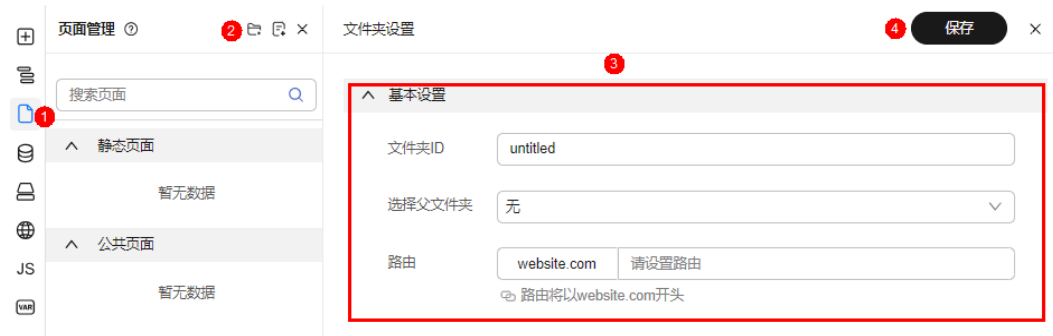 页面管理
2
文件夹设置
4
保存
3
搜索页面
基本设置
1
静态页面
文件夹ID
untitled
暂无数据
选择父文件夹
无
公共页面
路由
website.com
请设置路由
JS
暂无数据
路由将以website.com开头
VAR